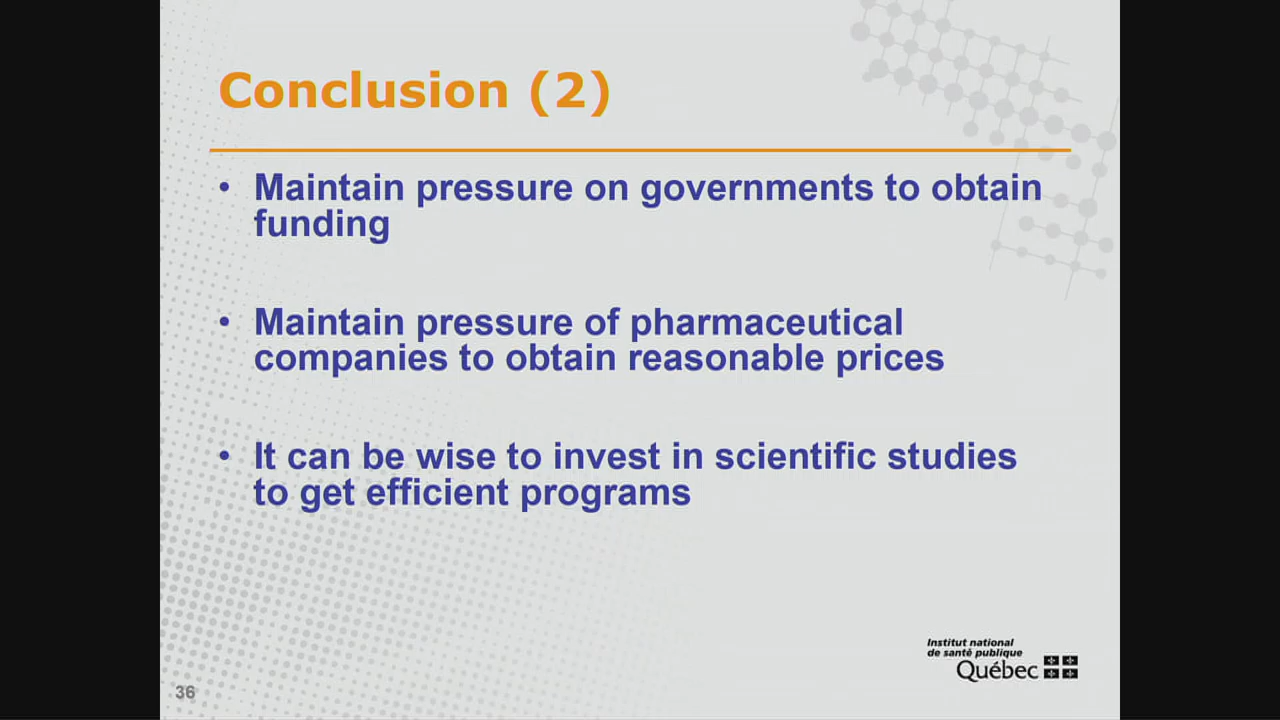 Conclusion (2)
• Maintain pressure on governments to obtain
funding
• Maintain pressure of pharmaceutical
companies to obtain reasonable prices
• It can be wise to invest in scientific studies
to get efficient programs
Institut national
de santé publique
Québec
36